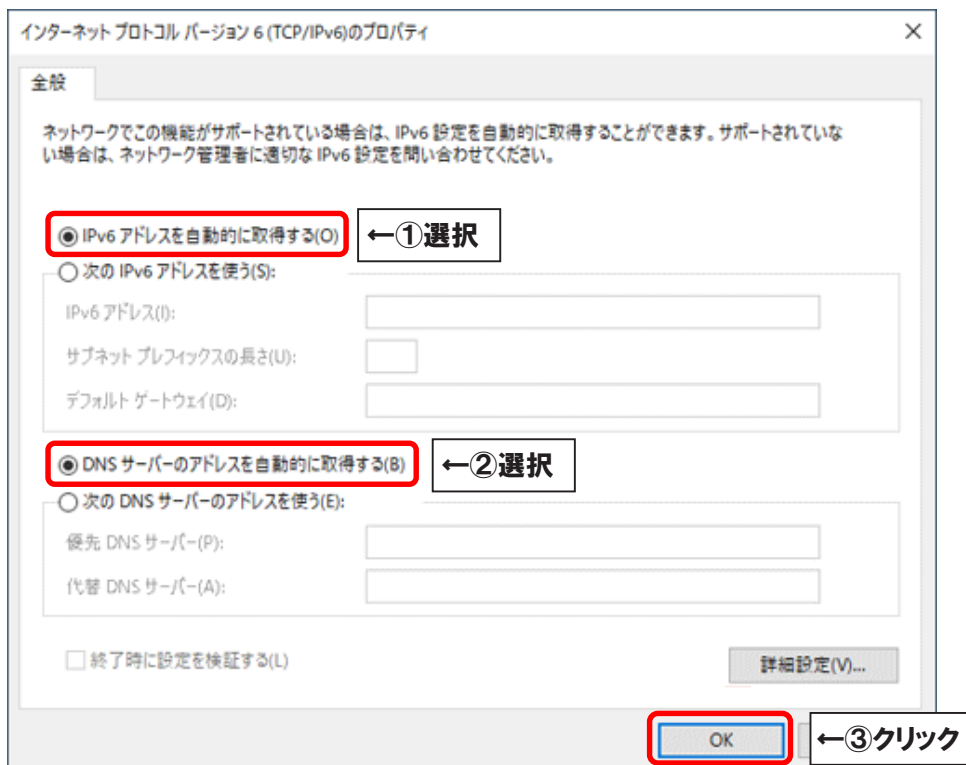 インターネット プロトコル バージョン 6 (TCP/IPv6)のプロパティ
全般
ネットワークでこの機能がサポートされている場合は、IPv6 設定を自動的に取得することができます。サポートされていな
い場合は、ネットワーク管理者に適切な IPv6 設定を問い合わせてください。
IPv6 アドレスを自動的に取得する(O)
←①選択
次の IPv6 アドレスを使う(S):
IPv6 アドレス(I):
サブネット プレフィックスの長さ(U):
デフォルト ゲートウェイ(D):
DNS サーバーのアドレスを自動的に取得する(B)
←②選択
次の DNS サーバーのアドレスを使う(E):
優先 DNS サーバー(P):
代替 DNS サーバー(A):
終了時に設定を検証する(L)
詳細設定(V)...
OK
←③クリック